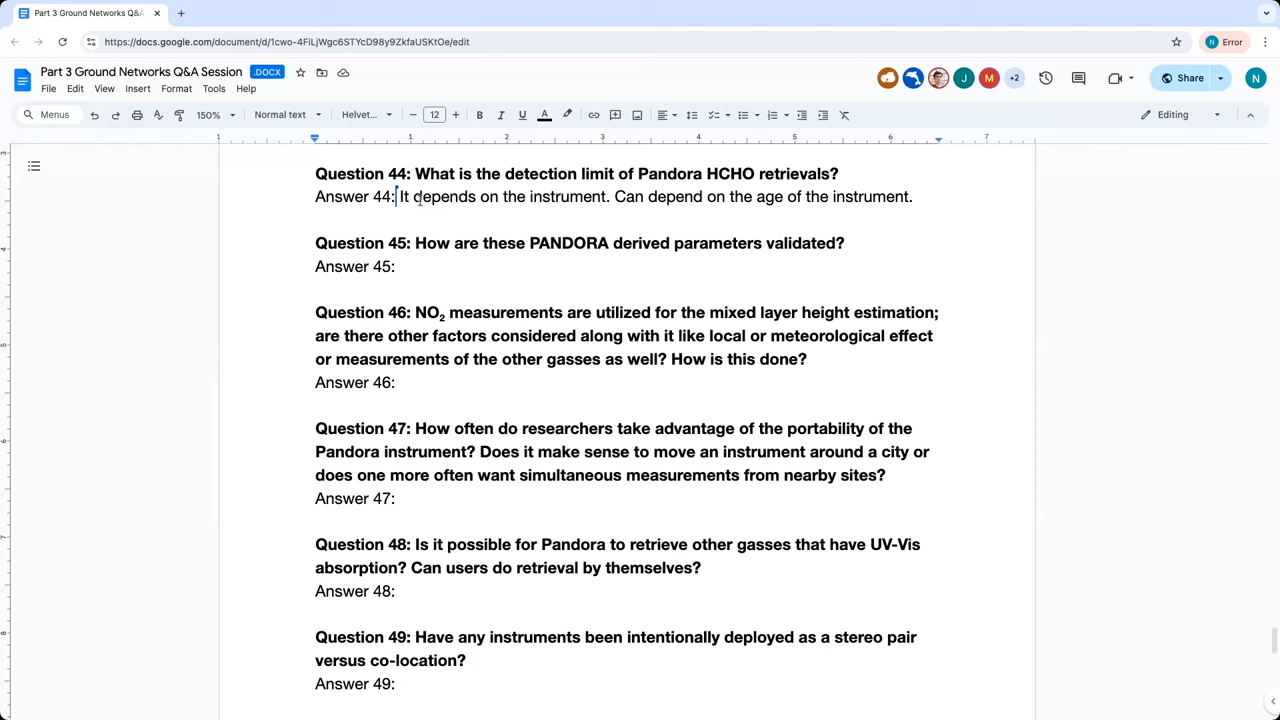 Part 3 Ground Networks Q&A
https://docs.google.com/document/d/1cwo-4FiLjWgc6STYcD98y9ZkfaUSKtOe/edit
N Error
Part 3 Ground Networks Q&A Session .DOCX
File Edit View Insert Format Tools Help
J M +2 Share N
Menus 150% Normal text Helvet... 12 B I U A Editing
1 1 2 3 4 5 6 7
Question 44: What is the detection limit of Pandora HCHO retrievals?
Answer 44: It depends on the instrument. Can depend on the age of the instrument.
Question 45: How are these PANDORA derived parameters validated?
Answer 45:
Question 46: NO₂ measurements are utilized for the mixed layer height estimation;
are there other factors considered along with it like local or meteorological effect
or measurements of the other gasses as well? How is this done?
Answer 46:
Question 47: How often do researchers take advantage of the portability of the
Pandora instrument? Does it make sense to move an instrument around a city or
does one more often want simultaneous measurements from nearby sites?
Answer 47:
Question 48: Is it possible for Pandora to retrieve other gasses that have UV-Vis
absorption? Can users do retrieval by themselves?
Answer 48:
Question 49: Have any instruments been intentionally deployed as a stereo pair
versus co-location?
Answer 49: